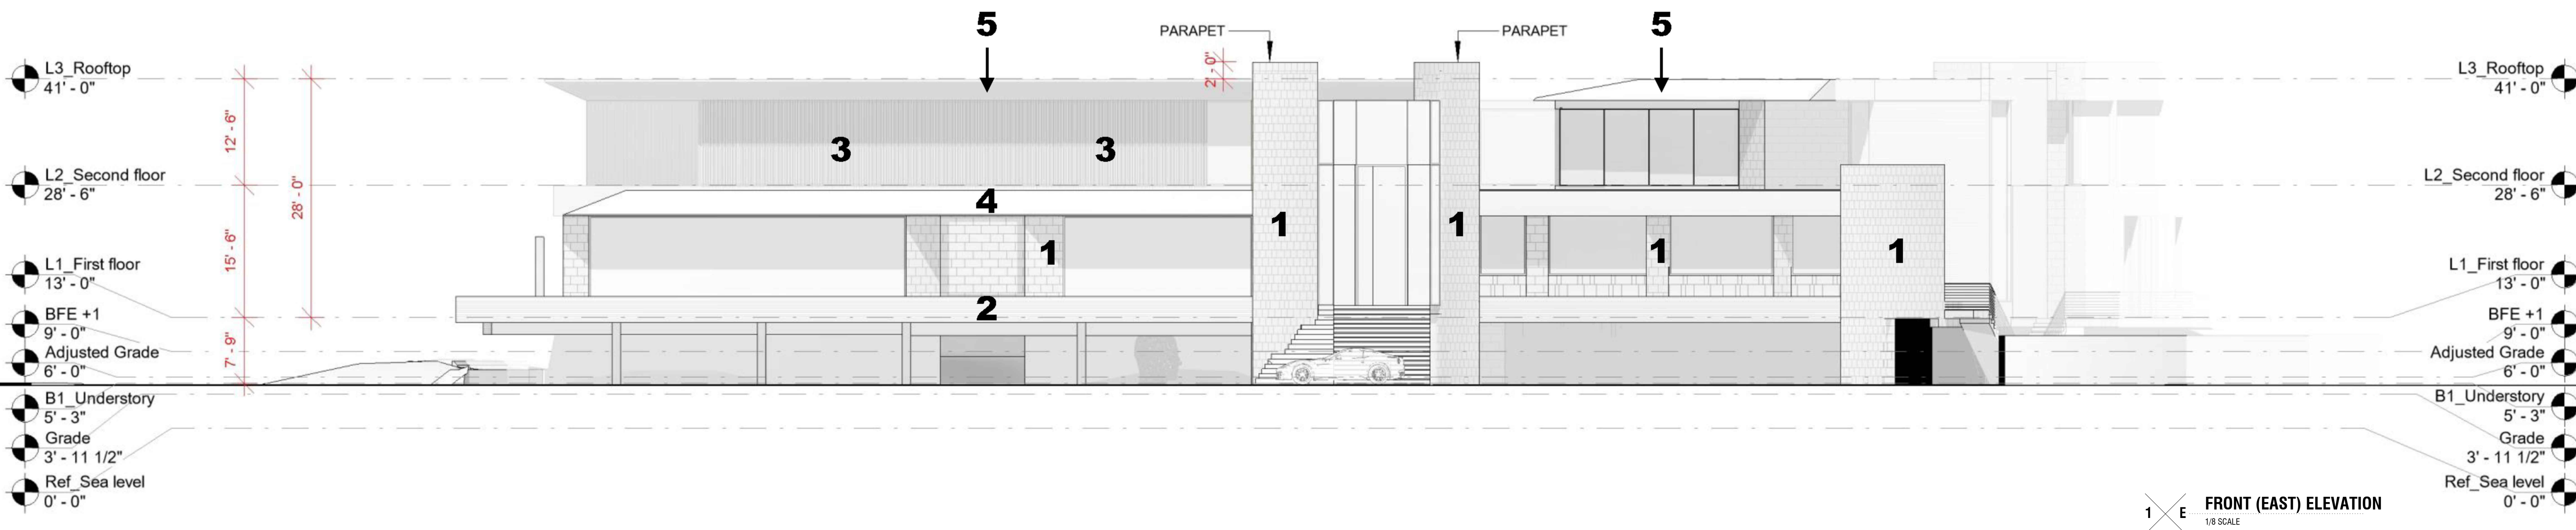 5
5
PARAPET
PARAPET
L3_Rooftop
41' - 0"
2' - 0"
L3_Rooftop
41' - 0"
12' - 6"
3
3
L2_Second floor
28' - 6"
28' - 0"
L2_Second floor
28' - 6"
4
1
1
15' - 6"
1
1
1
L1_First floor
13' - 0"
L1_First floor
13' - 0"
2
BFE +1
9' - 0"
BFE +1
9' - 0"
7' - 9"
Adjusted Grade
6' - 0"
Adjusted Grade
6' - 0"
B1_Understory
5' - 3"
B1_Understory
5' - 3"
Grade
3' - 11 1/2"
Grade
3' - 11 1/2"
Ref_Sea level
0' - 0"
Ref_Sea level
0' - 0"
1 E FRONT (EAST) ELEVATION
1/8 SCALE